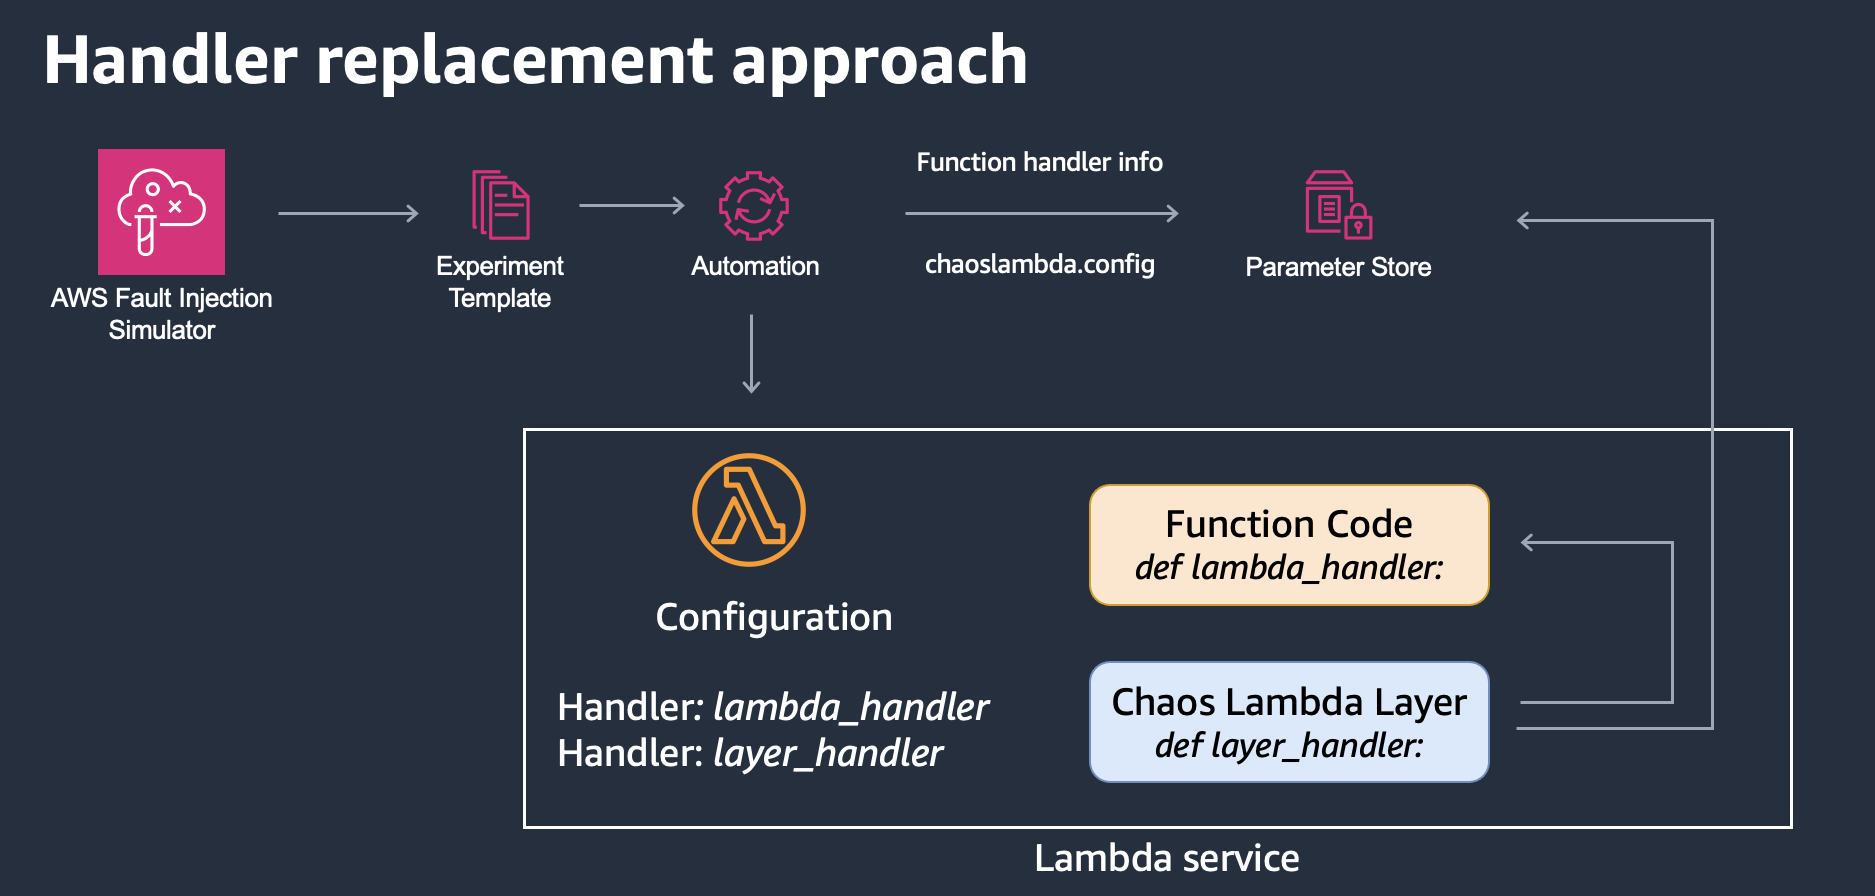 Handler replacement approach
Function handler info
chaoslambda.config
AWS Fault Injection
Simulator
Experiment
Template
Automation
Parameter Store
Configuration
Handler: lambda_handler
Handler: layer_handler
Function Code
def lambda_handler:
Chaos Lambda Layer
def layer_handler:
Lambda service